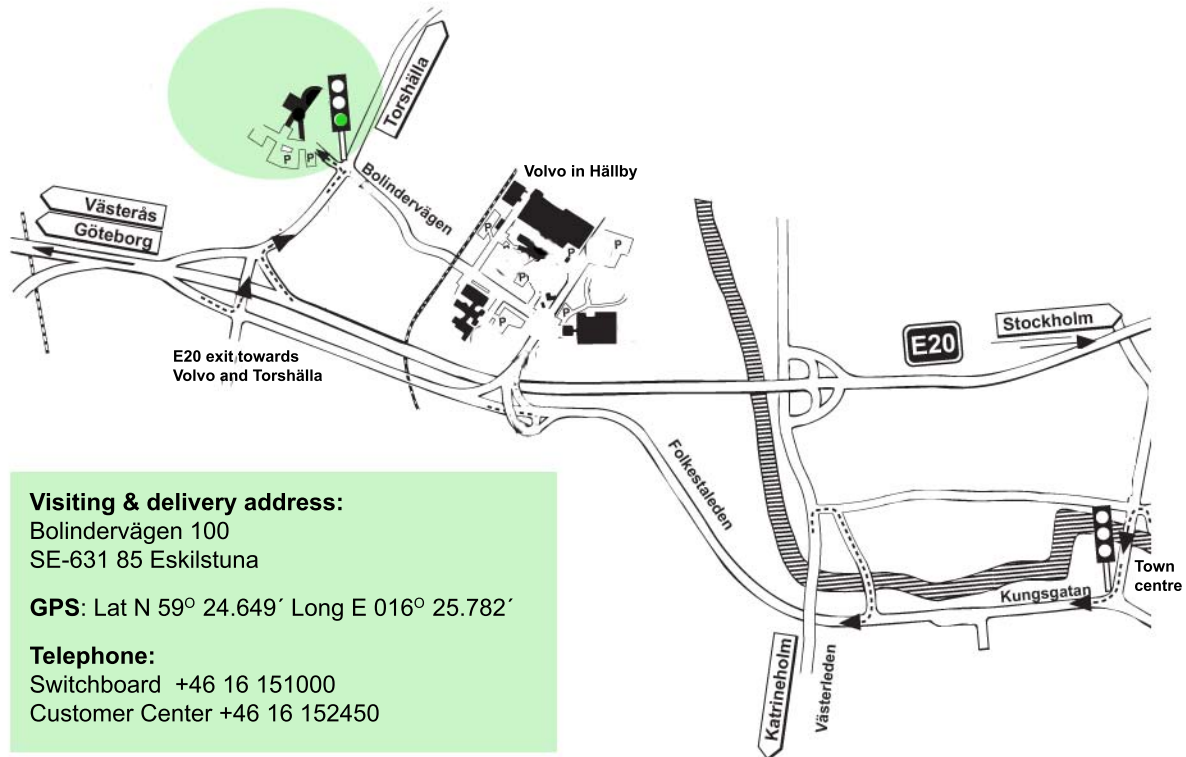 Torshälla
P P
Bolindervägen
Volvo in Hällby
Västerås
Göteborg
P
P
P
P
P
P
E20 exit towards
Volvo and Torshälla
E20
Stockholm
Folkestaleden
Town
centre
Kungsgatan
Katrineholm
Västerleden
Visiting & delivery address:
Bolindervägen 100
SE-631 85 Eskilstuna
GPS: Lat N 59° 24.649´ Long E 016° 25.782´
Telephone:
Switchboard +46 16 151000
Customer Center +46 16 152450